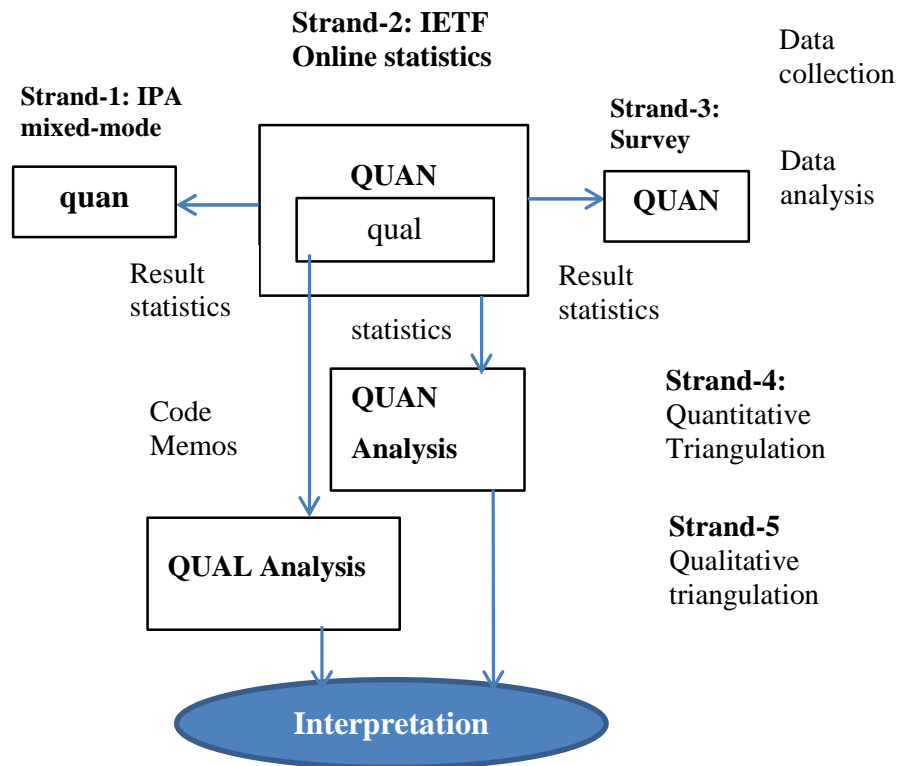 Strand-2: IETF
Online statistics
Data
collection
Strand-1: IPA
mixed-mode
Strand-3:
Survey
Data
analysis
quan
QUAN
qual
QUAN
Result
statistics
Result
statistics
statistics
Code
Memos
QUAN
Analysis
Strand-4:
Quantitative
Triangulation
QUAL Analysis
Strand-5
Qualitative
triangulation
Interpretation